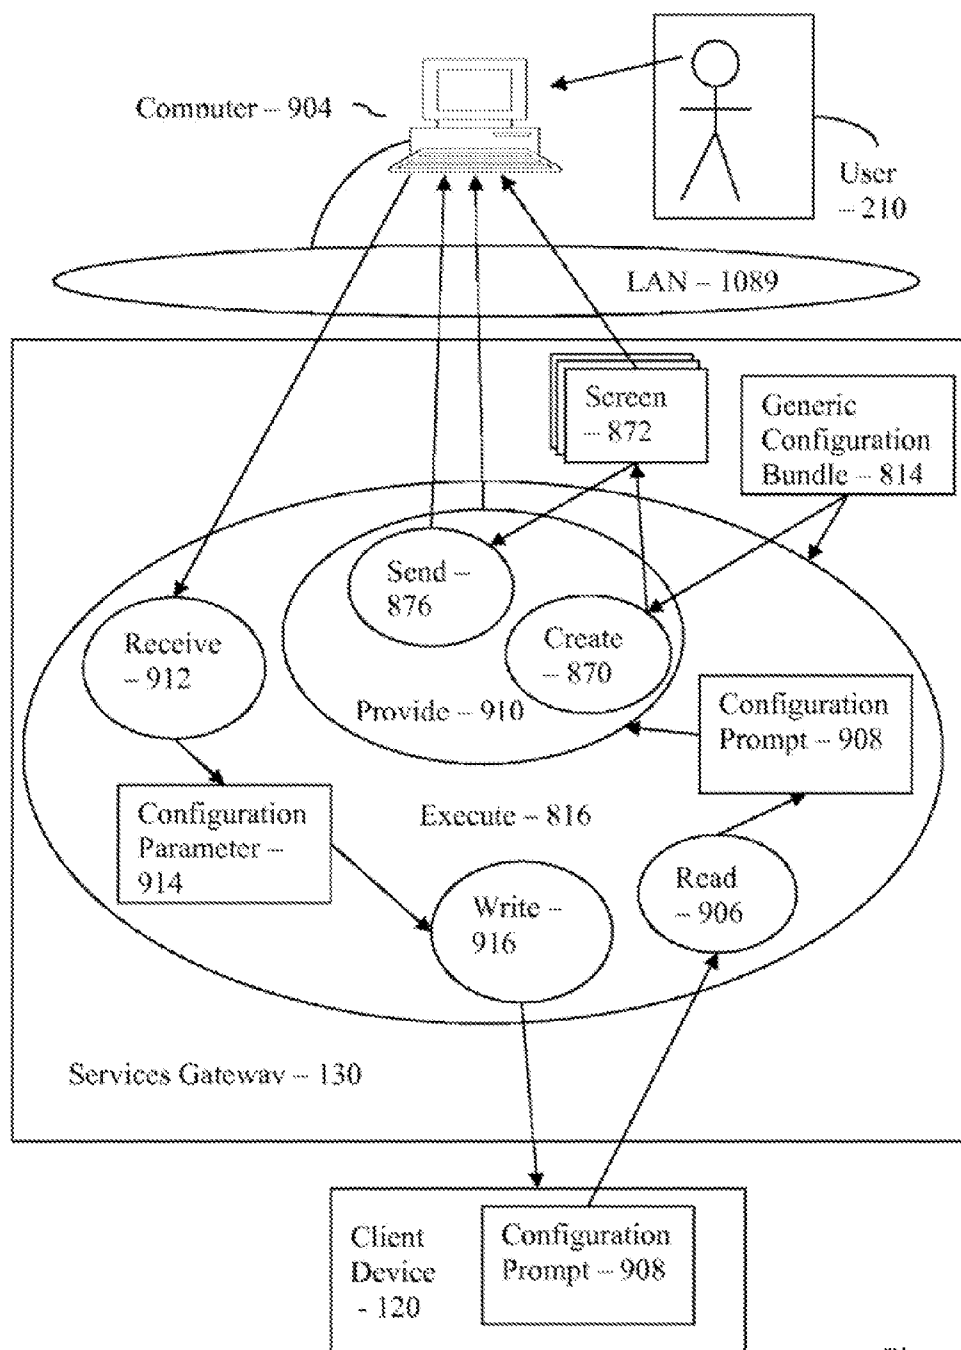 Computer – 904
User
– 210
LAN – 1089
Screen
– 872
Generic
Configuration
Bundle – 814
Send –
876
Receive
– 912
Create
– 870
Provide – 910
Configuration
Prompt – 908
Configuration
Parameter –
914
Execute – 816
Write –
916
Read
– 906
Services Gateway – 130
Client
Device
- 120
Configuration
Prompt – 908